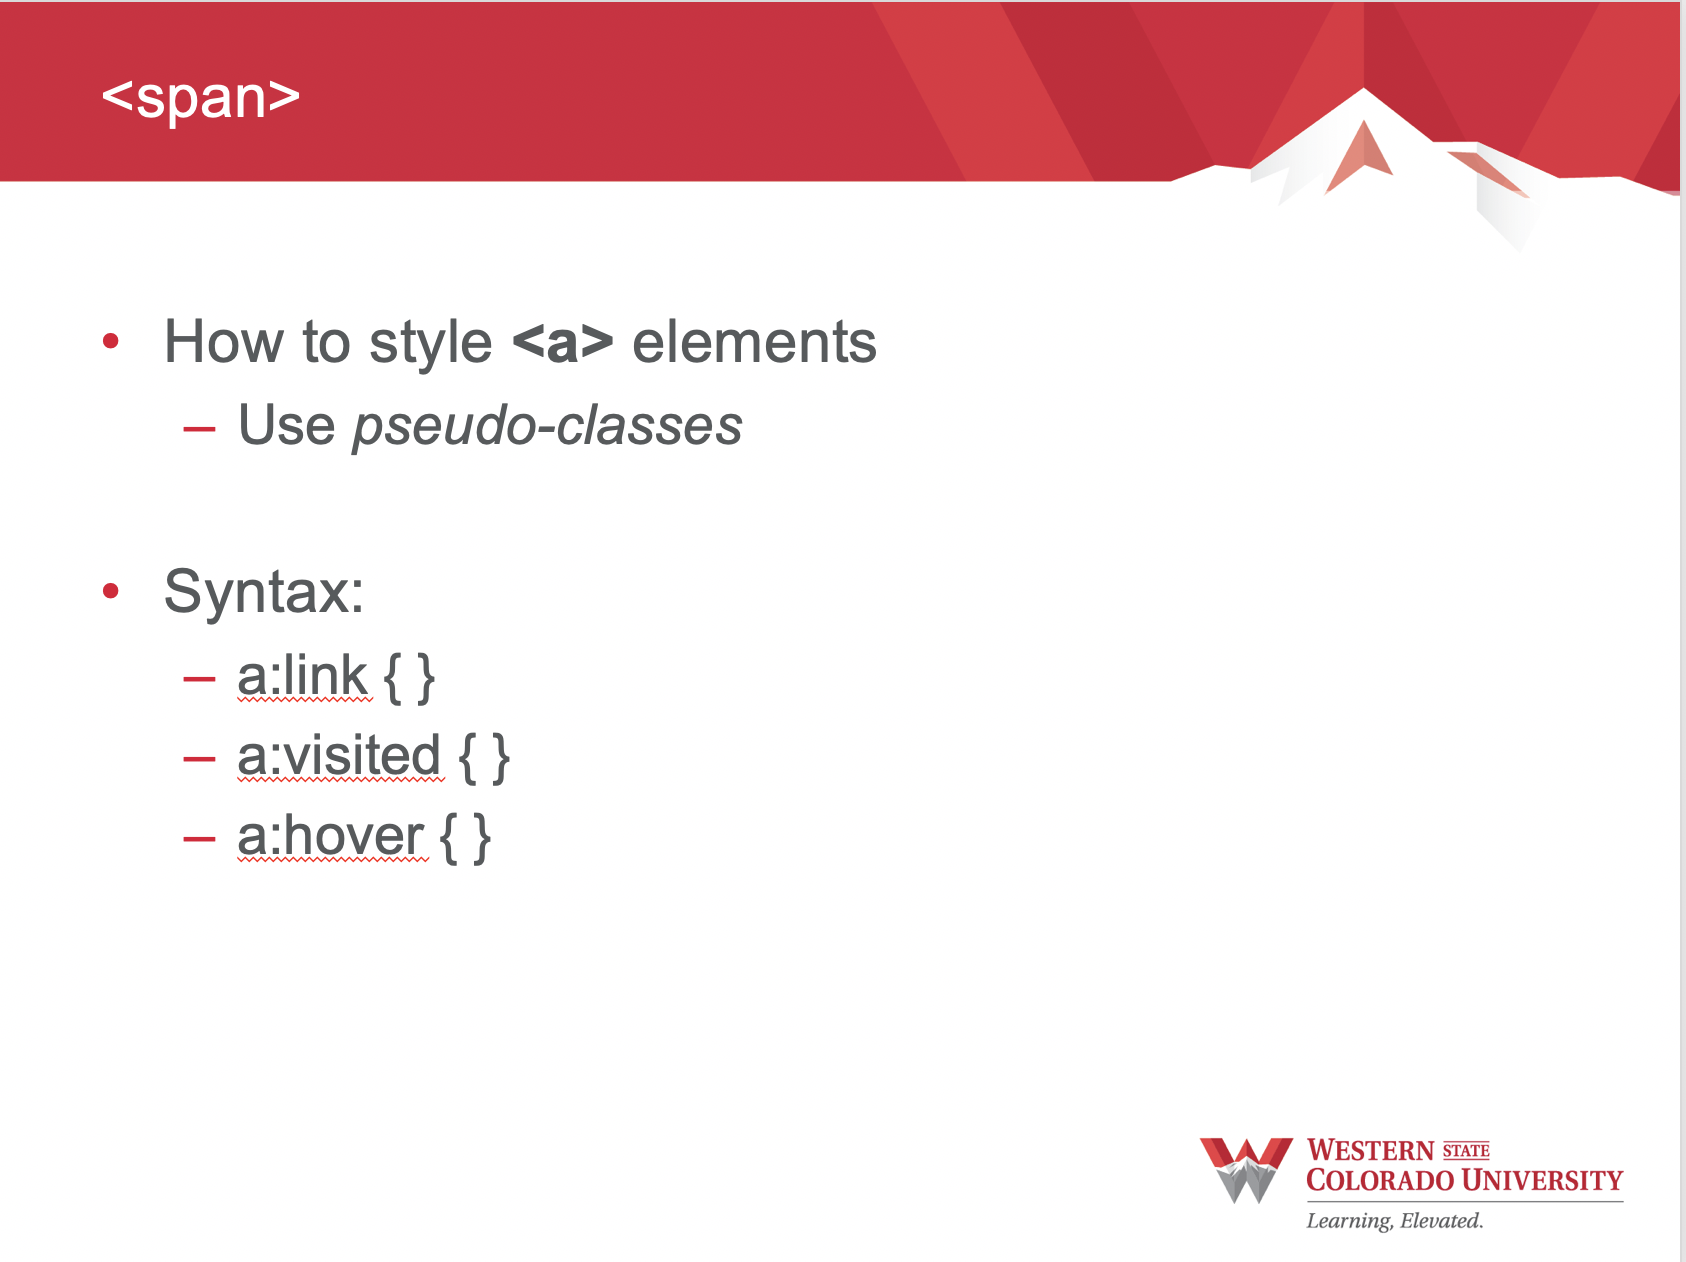 <span>
• How to style <a> elements
– Use pseudo-classes
• Syntax:
– a:link { }
– a:visited { }
– a:hover { }
WESTERN STATE
COLORADO UNIVERSITY
Learning, Elevated.